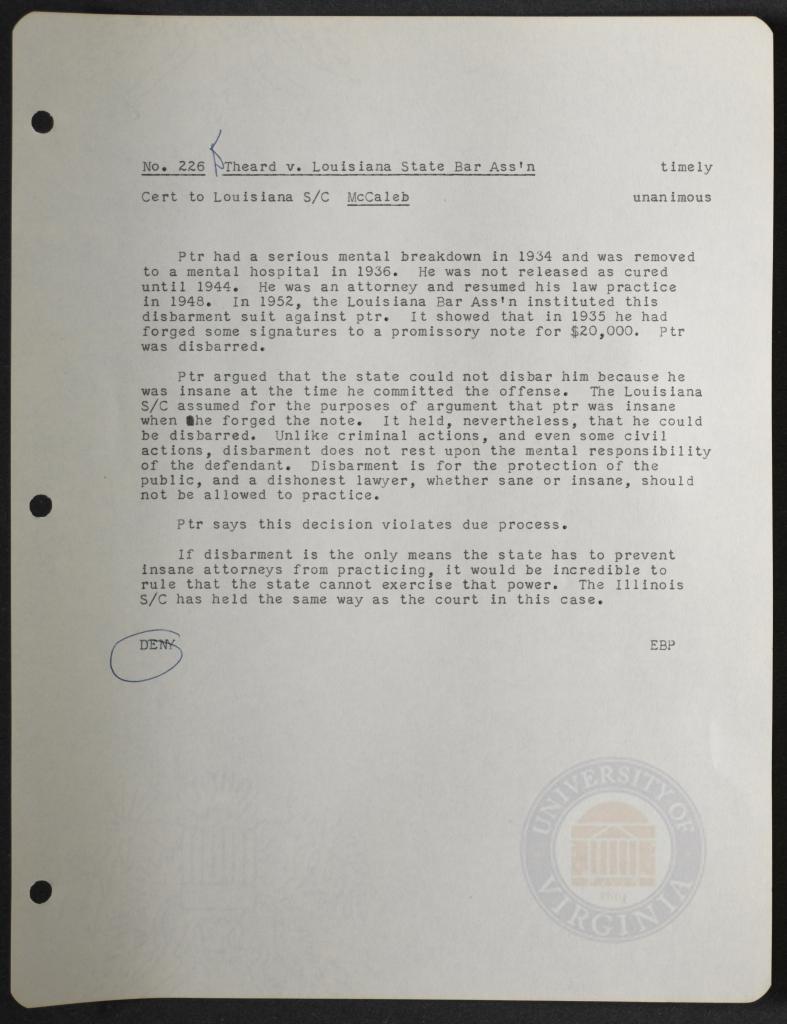 No. 226 Theard v. Louisiana State Bar Ass'n timely
Cert to Louisiana S/C McCaleb unanimous
Ptr had a serious mental breakdown in 1934 and was removed
to a mental hospital in 1936. He was not released as cured
until 1944. He was an attorney and resumed his law practice
in 1948. In 1952, the Louisiana Bar Ass'n instituted this
disbarment suit against ptr. It showed that in 1935 he had
forged some signatures to a promissory note for $20,000. Ptr
was disbarred.
Ptr argued that the state could not disbar him because he
was insane at the time he committed the offense. The Louisiana
S/C assumed for the purposes of argument that ptr was insane
when he forged the note. It held, nevertheless, that he could
be disbarred. Unlike criminal actions, and even some civil
actions, disbarment does not rest upon the mental responsibility
of the defendant. Disbarment is for the protection of the
public, and a dishonest lawyer, whether sane or insane, should
not be allowed to practice.
Ptr says this decision violates due process.
If disbarment is the only means the state has to prevent
insane attorneys from practicing, it would be incredible to
rule that the state cannot exercise that power. The Illinois
S/C has held the same way as the court in this case.
DENY EBP
UNIVERSITY OF
VIRGINIA